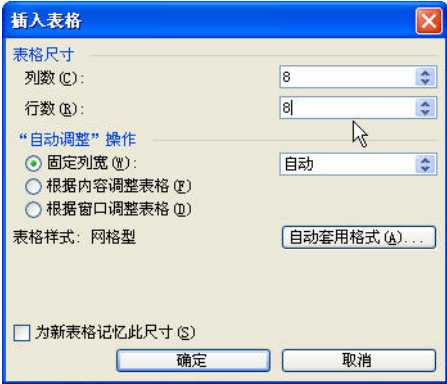 插入表格
表格尺寸
列数(C): 8
行数(R): 8
“自动调整”操作
固定列宽(W): 自动
根据内容调整表格(F)
根据窗口调整表格(D)
表格样式: 网格型 自动套用格式(A)...
为新表格记忆此尺寸(S)
确定 取消